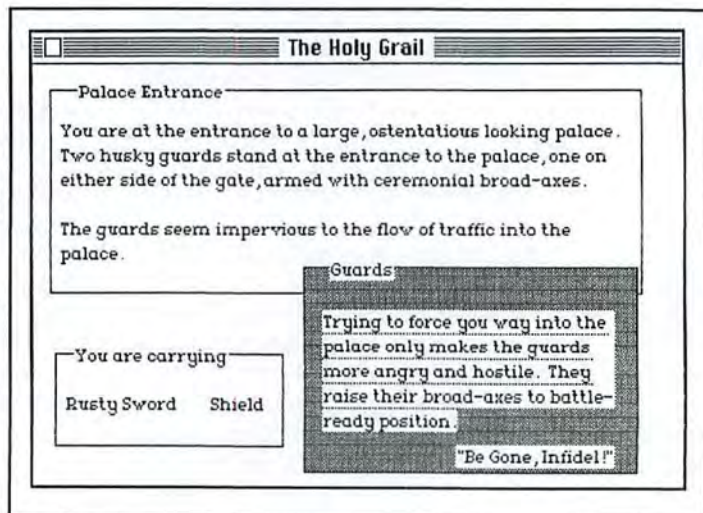 The Holy Grail
Palace Entrance
You are at the entrance to a large, ostentatious looking palace.
Two husky guards stand at the entrance to the palace, one on
either side of the gate, armed with ceremonial broad-axes.
The guards seem impervious to the flow of traffic into the
palace.
Guards
Trying to force you way into the
palace only makes the guards
more angry and hostile. They
raise their broad-axes to battle-
ready position.
"Be Gone, Infidel!"
You are carrying
Rusty Sword Shield